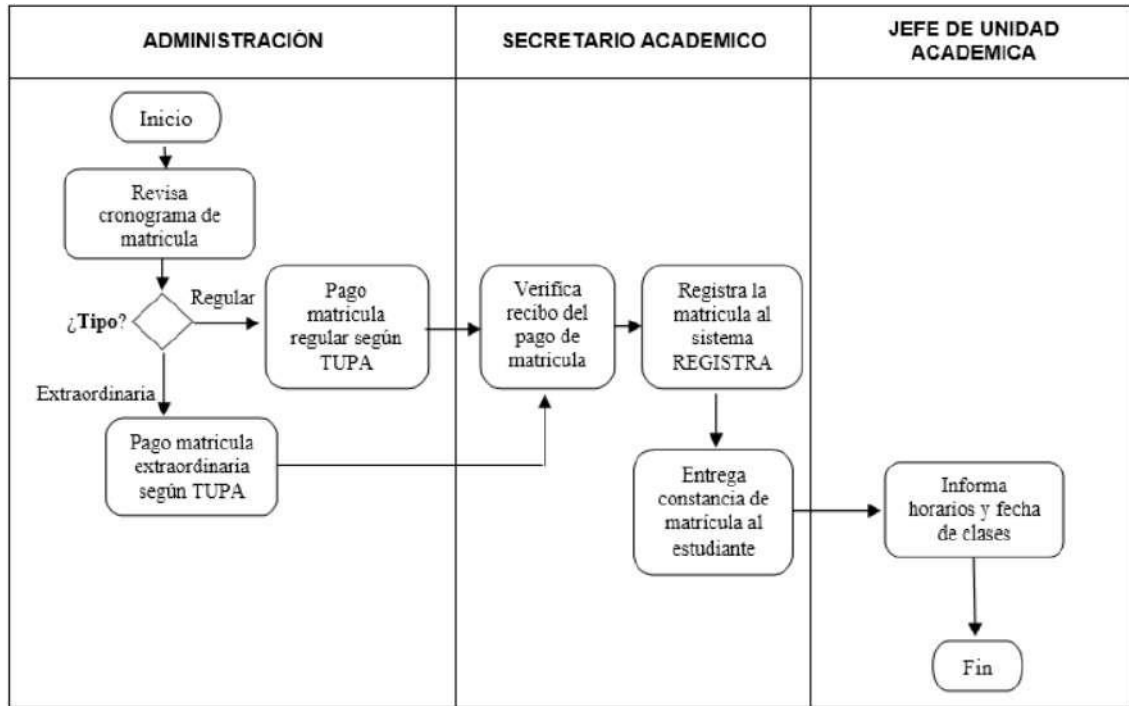 ADMINISTRACIÓN
SECRETARIO ACADEMICO
JEFE DE UNIDAD
ACADEMICA
Inicio
Revisa
cronograma de
matricula
¿Tipo?
Regular
Extraordinaria
Pago
matricula
regular según
TUPA
Pago matricula
extraordinaria
según TUPA
Verifica
recibo del
pago de
matricula
Registra la
matricula al
sistema
REGISTRA
Entrega
constancia de
matrícula al
estudiante
Informa
horarios y fecha
de clases
Fin